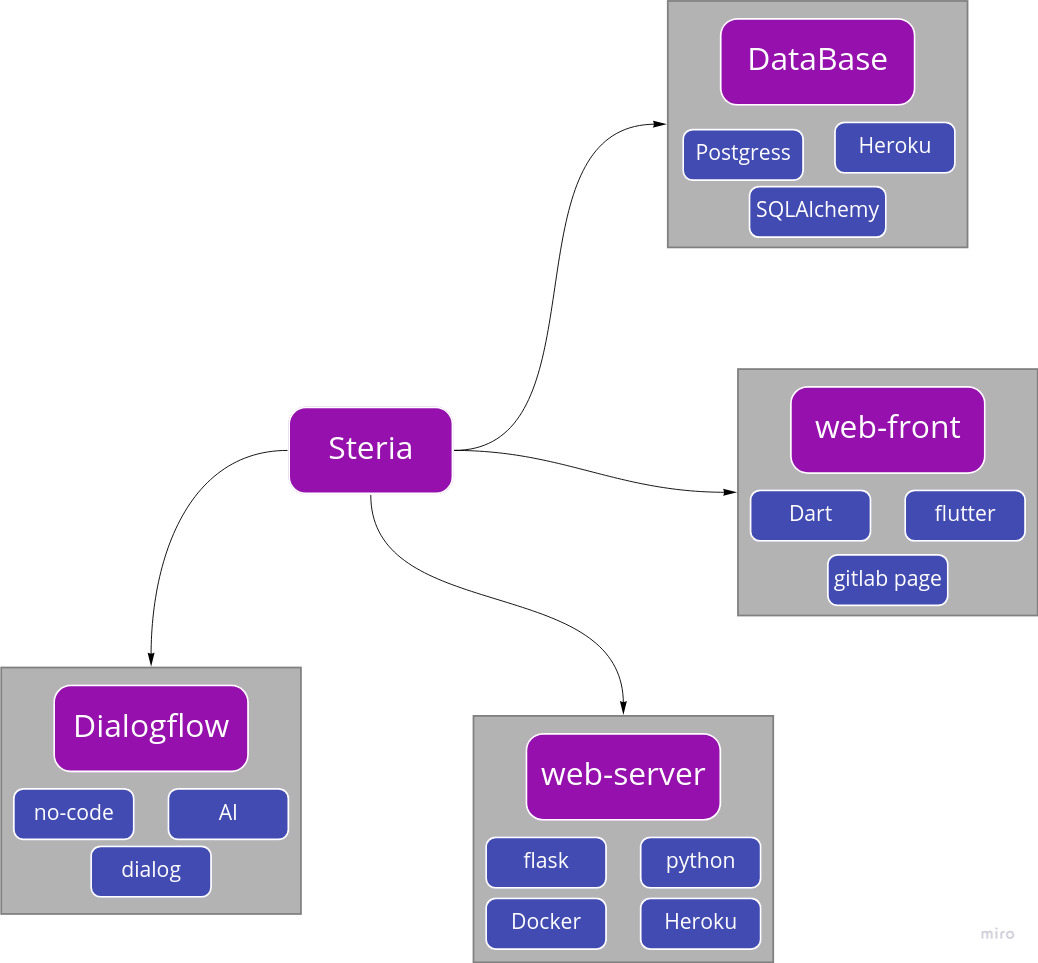 DataBase
Postgress
Heroku
SQLAlchemy
web-front
Dart
flutter
gitlab page
Steria
Dialogflow
no-code
AI
dialog
web-server
flask
python
Docker
Heroku
miro